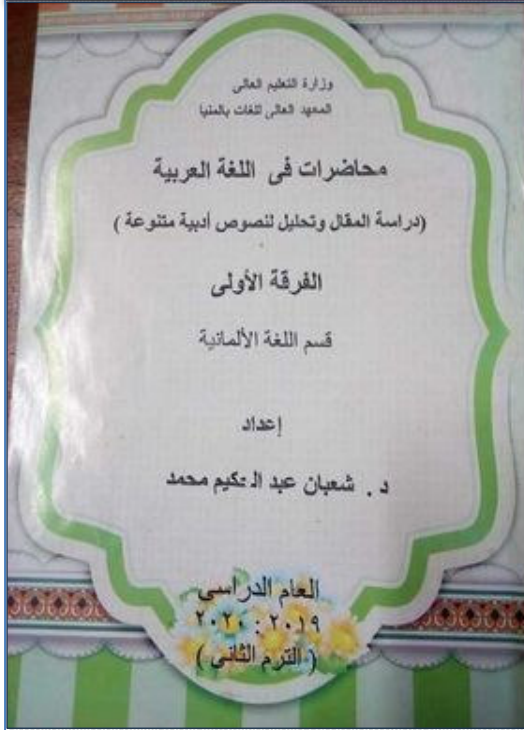 وزارة التعليم العالى
المعهد العالى للغات بالمنيا
محاضرات فى اللغة العربية
(دراسة المقال وتحليل لنصوص أدبية متنوعة )
الفرقة الأولى
قسم اللغة الألمانية
إعداد
د . شعبان عبد الحكيم محمد
العام الدراسى
٢٠١٩ : ٢٠٢٠
( الترم الثانى )